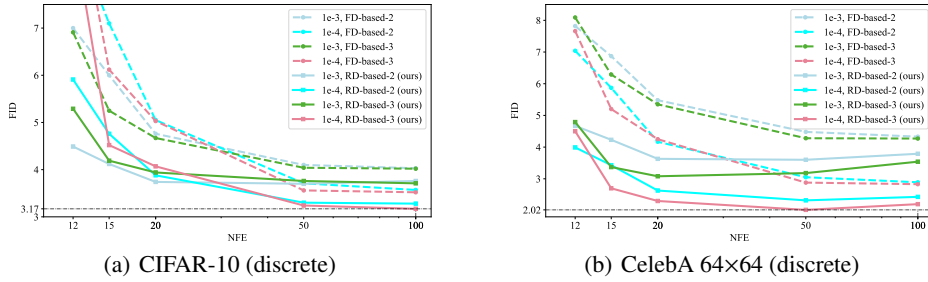 7
6
5
4
3.17
3
FID
12
15
20
50
100
NFE
1e-3, FD-based-2
1e-4, FD-based-2
1e-3, FD-based-3
1e-4, FD-based-3
1e-3, RD-based-2 (ours)
1e-4, RD-based-2 (ours)
1e-3, RD-based-3 (ours)
1e-4, RD-based-3 (ours)
(a) CIFAR-10 (discrete)
8
7
6
5
4
3
2.02
FID
12
15
20
50
100
NFE
1e-3, FD-based-2
1e-4, FD-based-2
1e-3, FD-based-3
1e-4, FD-based-3
1e-3, RD-based-2 (ours)
1e-4, RD-based-2 (ours)
1e-3, RD-based-3 (ours)
1e-4, RD-based-3 (ours)
(b) CelebA 64×64 (discrete)